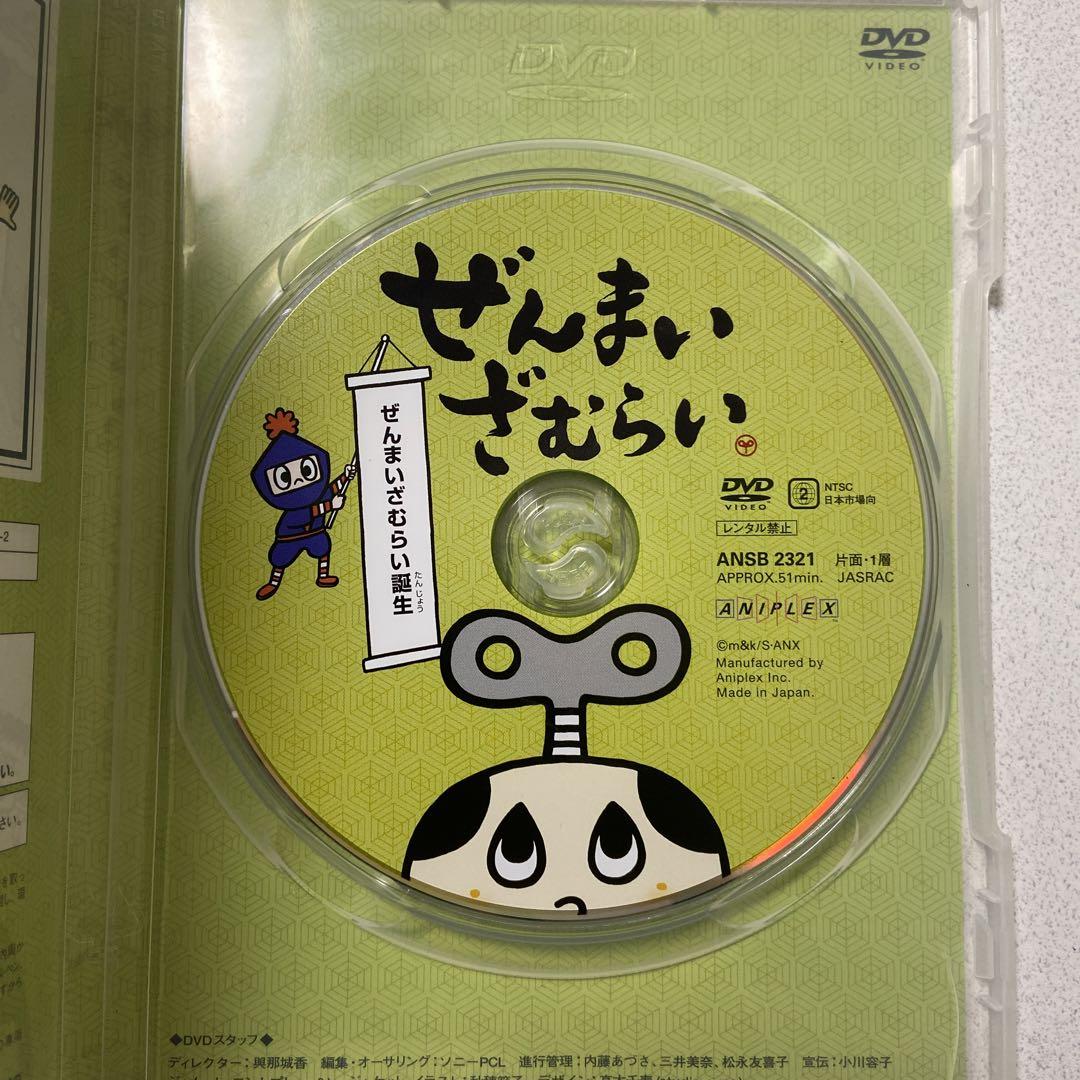 DVD
VIDEO
DVD
ぜんまい
ざむらい
ぜんまいざむらい誕生
たんじょう
DVD
VIDEO
2
NTSC
日本市場向
レンタル禁止
ANSB 2321 片面・1層
APPROX.51min. JASRAC
ANIPLEX
©m&k/S・ANX
Manufactured by
Aniplex Inc.
Made in Japan.
-2
い。
さい。
◆DVDスタッフ◆
ディレクター：與那城香 編集・オーサリング：ソニーPCL 進行管理：内藤あづさ、三井美奈、松永友喜子 宣伝：小川容子